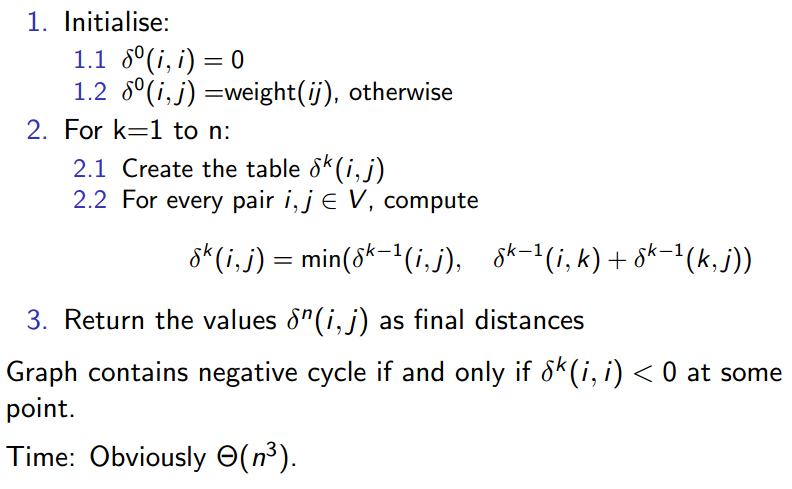 1. Initialise:
1.1 δ⁰(i, i) = 0
1.2 δ⁰(i, j) =weight(ij), otherwise
2. For k=1 to n:
2.1 Create the table δᵏ(i, j)
2.2 For every pair i, j ∈ V, compute
δᵏ(i, j) = min(δᵏ⁻¹(i, j), δᵏ⁻¹(i, k) + δᵏ⁻¹(k, j))
3. Return the values δⁿ(i, j) as final distances
Graph contains negative cycle if and only if δᵏ(i, i) < 0 at some
point.
Time: Obviously Θ(n³).